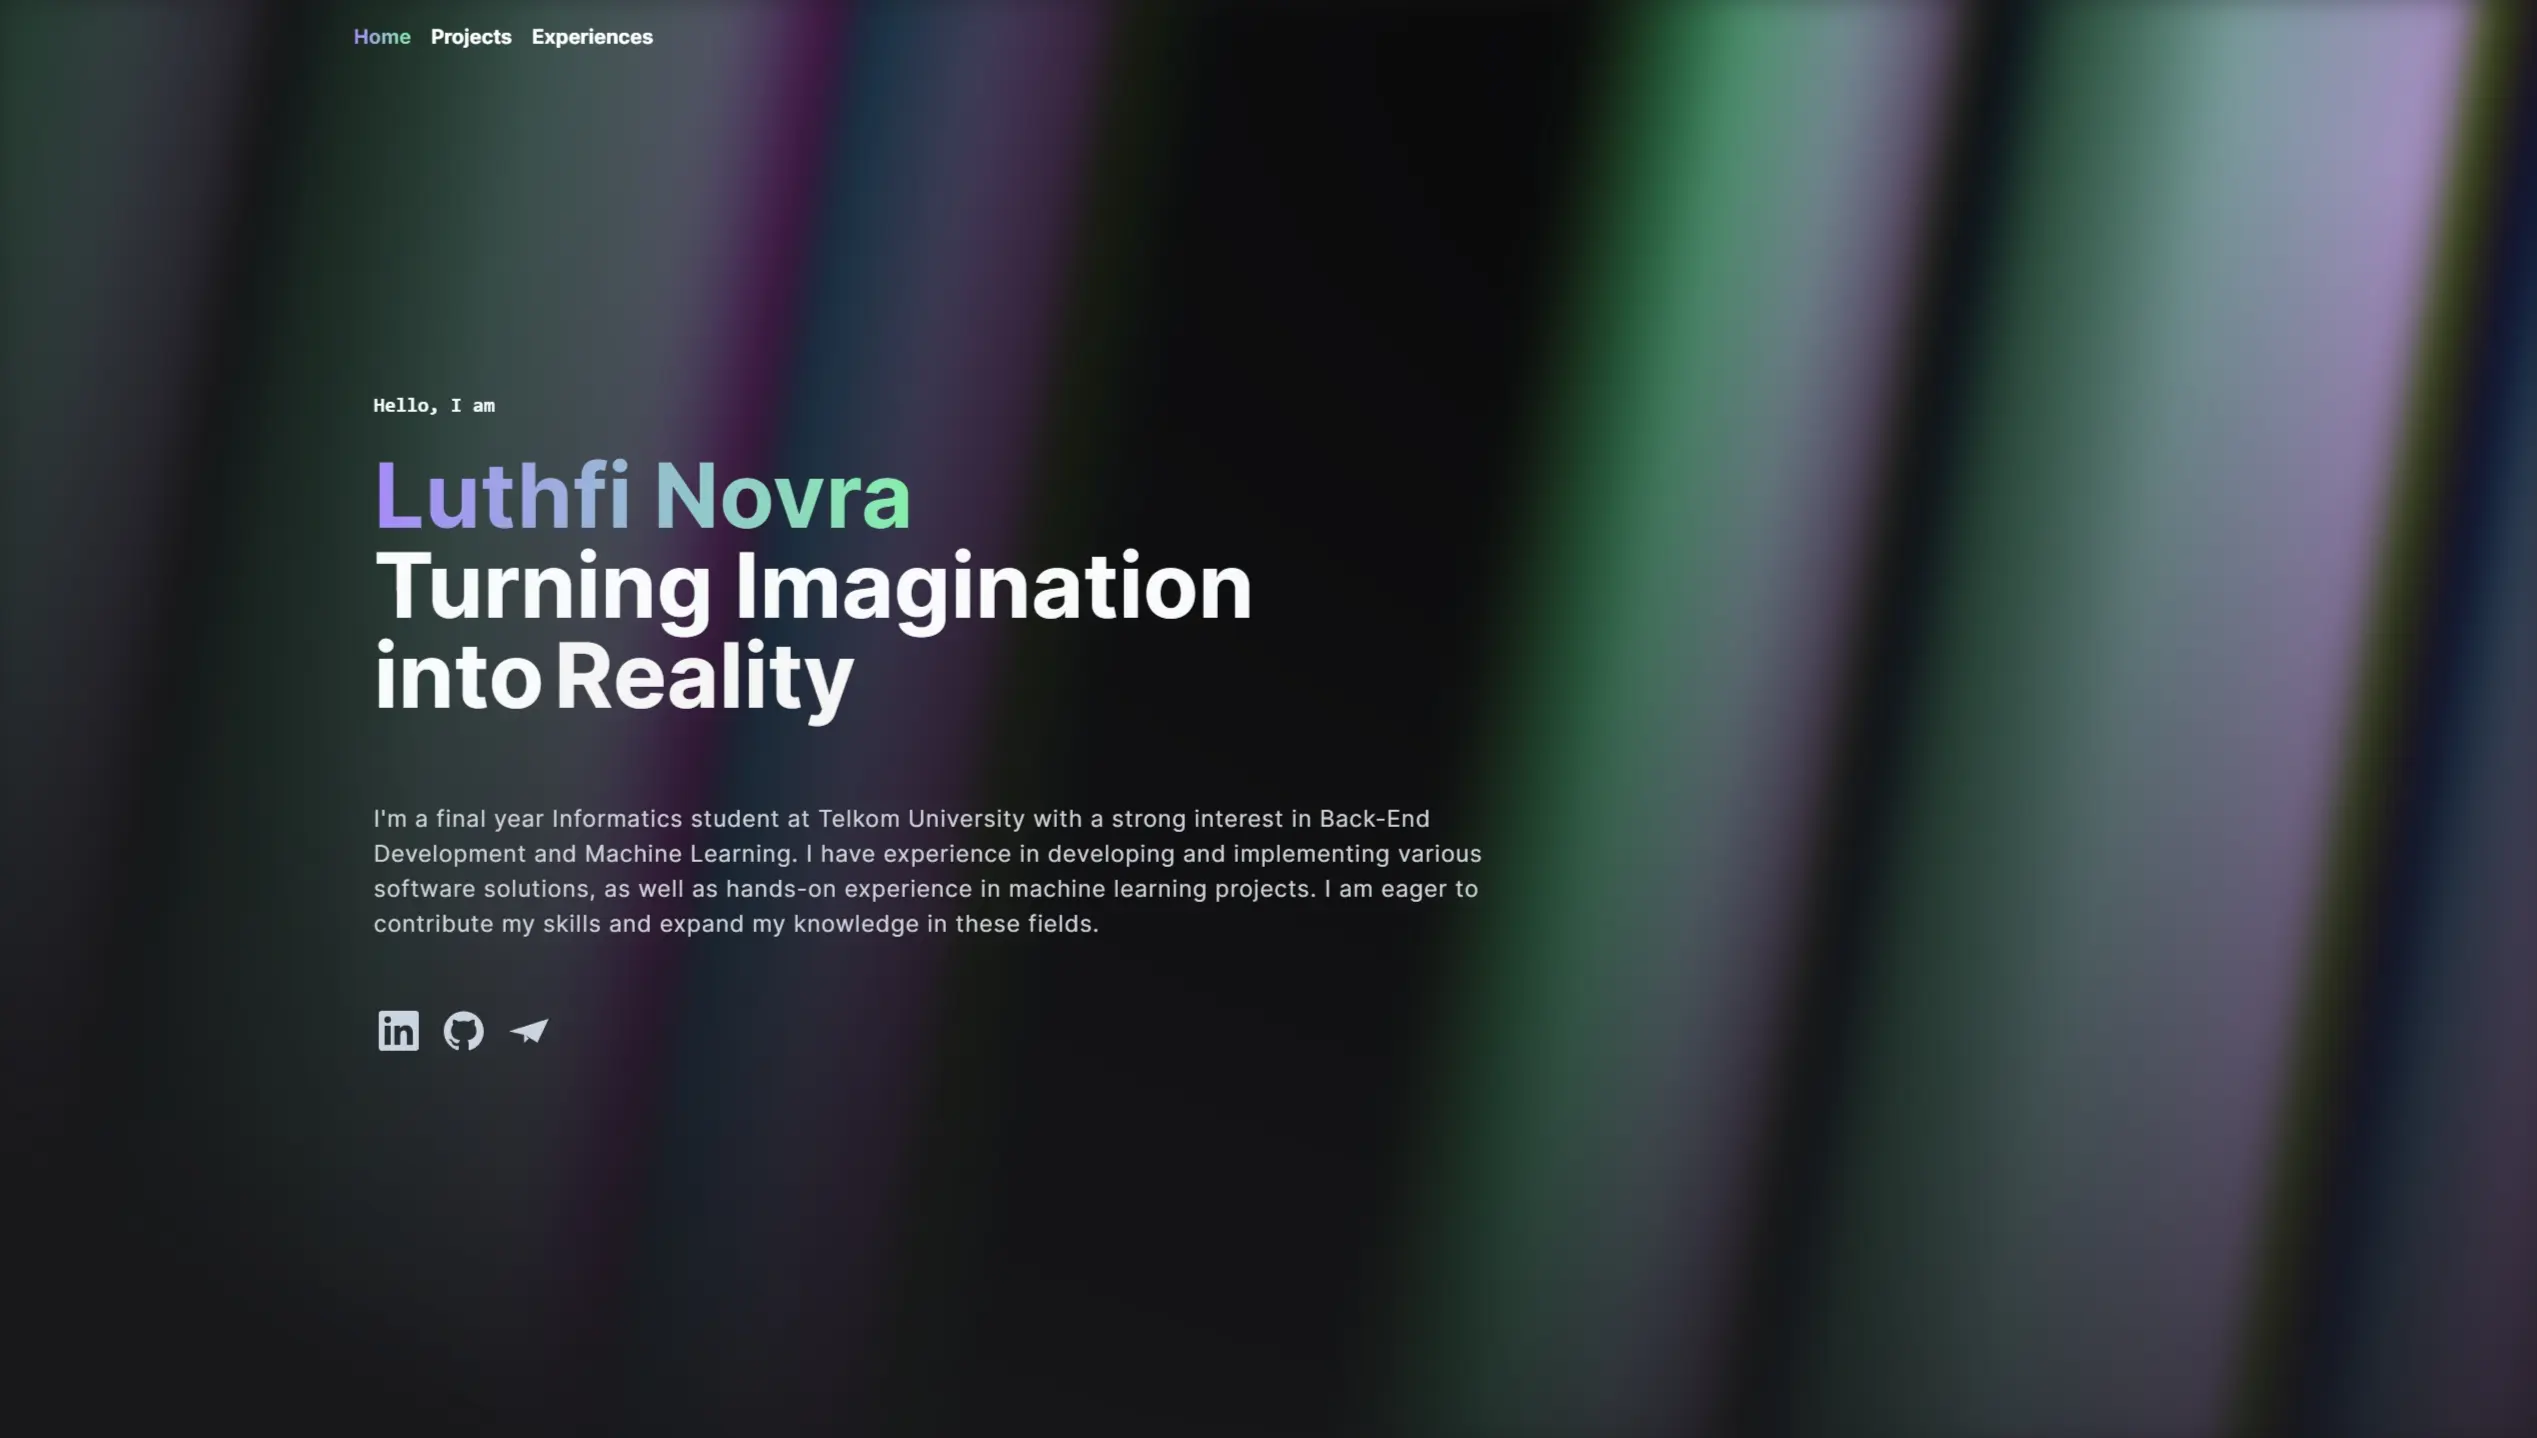 Home Projects Experiences
Hello, I am
Luthfi Novra
Turning Imagination
into Reality
I'm a final year Informatics student at Telkom University with a strong interest in Back-End
Development and Machine Learning. I have experience in developing and implementing various
software solutions, as well as hands-on experience in machine learning projects. I am eager to
contribute my skills and expand my knowledge in these fields.
in